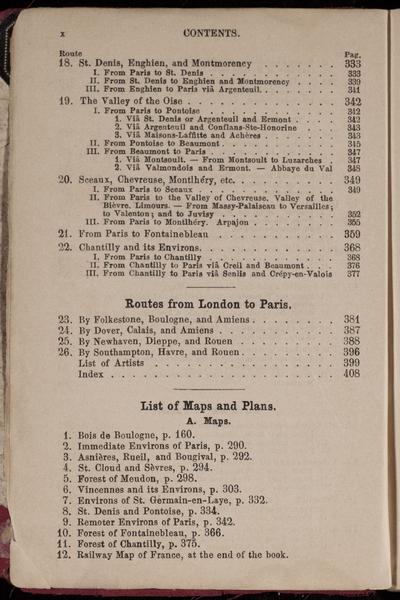 x CONTENTS.
Route Pag.
18. St. Denis, Enghien, and Montmorency . . . . . . . 333
I. From Paris to St. Denis . . . . . . . . . . . . 333
II. From St. Denis to Enghien and Montmorency . . . . 339
III. From Enghien to Paris viâ Argenteuil . . . . . . . 341
19. The Valley of the Oise . . . . . . . . . . . . . . 342
I. From Paris to Pontoise . . . . . . . . . . . . . 342
1. Viâ St. Denis or Argenteuil and Ermont . . . . 342
2. Viâ Argenteuil and Conflans-Ste-Honorine . . . 343
3. Viâ Maisons-Laffitte and Achères . . . . . . . 343
II. From Pontoise to Beaumont . . . . . . . . . . . 345
III. From Beaumont to Paris . . . . . . . . . . . . . 347
1. Viâ Montsoult. — From Montsoult to Luzarches . 347
2. Viâ Valmondois and Ermont. — Abbaye du Val 348
20. Sceaux, Chevreuse, Montlhéry, etc. . . . . . . . . 349
I. From Paris to Sceaux . . . . . . . . . . . . . . 349
II. From Paris to the Valley of Chevreuse. Valley of the
Bièvre. Limours. — From Massy-Palaiseau to Versailles;
to Valenton; and to Juvisy . . . . . . . . . . . 352
III. From Paris to Montlhéry. Arpajon . . . . . . . . 355
21. From Paris to Fontainebleau . . . . . . . . . . . 359
22. Chantilly and its Environs . . . . . . . . . . . . 368
I. From Paris to Chantilly . . . . . . . . . . . . . 368
II. From Chantilly to Paris viâ Creil and Beaumont . . 376
III. From Chantilly to Paris viâ Senlis and Crépy-en-Valois 377
Routes from London to Paris.
23. By Folkestone, Boulogne, and Amiens . . . . . . . . 381
24. By Dover, Calais, and Amiens . . . . . . . . . . . 387
25. By Newhaven, Dieppe, and Rouen . . . . . . . . . . 388
26. By Southampton, Havre, and Rouen . . . . . . . . . 396
List of Artists . . . . . . . . . . . . . . . . . 399
Index . . . . . . . . . . . . . . . . . . . . . . 408
List of Maps and Plans.
A. Maps.
1. Bois de Boulogne, p. 160.
2. Immediate Environs of Paris, p. 290.
3. Asnières, Rueil, and Bougival, p. 292.
4. St. Cloud and Sèvres, p. 294.
5. Forest of Meudon, p. 298.
6. Vincennes and its Environs, p. 303.
7. Environs of St. Germain-en-Laye, p. 332.
8. St. Denis and Pontoise, p. 334.
9. Remoter Environs of Paris, p. 342.
10. Forest of Fontainebleau, p. 366.
11. Forest of Chantilly, p. 375.
12. Railway Map of France, at the end of the book.